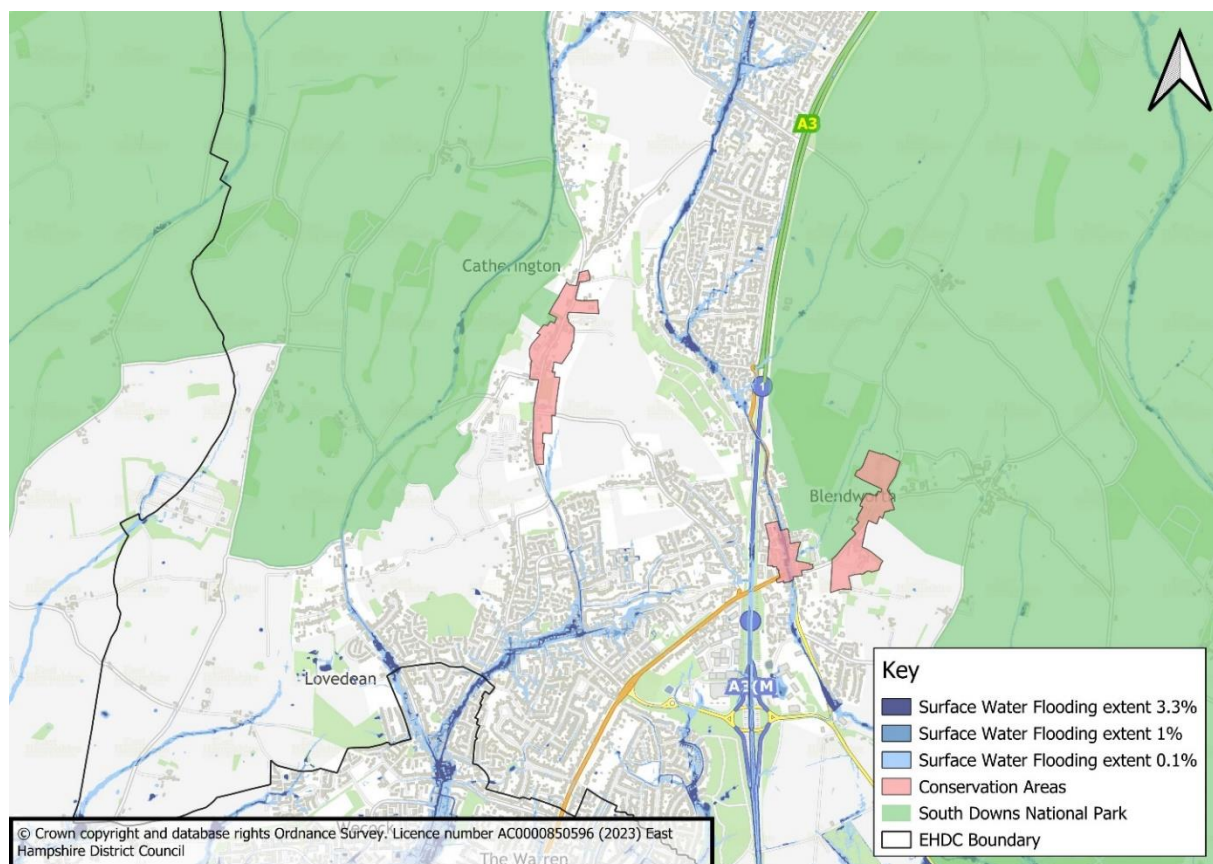 A3
Catherington
1
Blendworth
Lovedean
A3(M
Key
Surface Water Flooding extent 3.3%
Surface Water Flooding extent 1%
Surface Water Flooding extent 0.1%
Conservation Areas
South Downs National Park
EHDC Boundary
© Crown copyright and database rights Ordnance Survey. Licence number AC0000850596 (2023) East
Hampshire District Council
The Warren